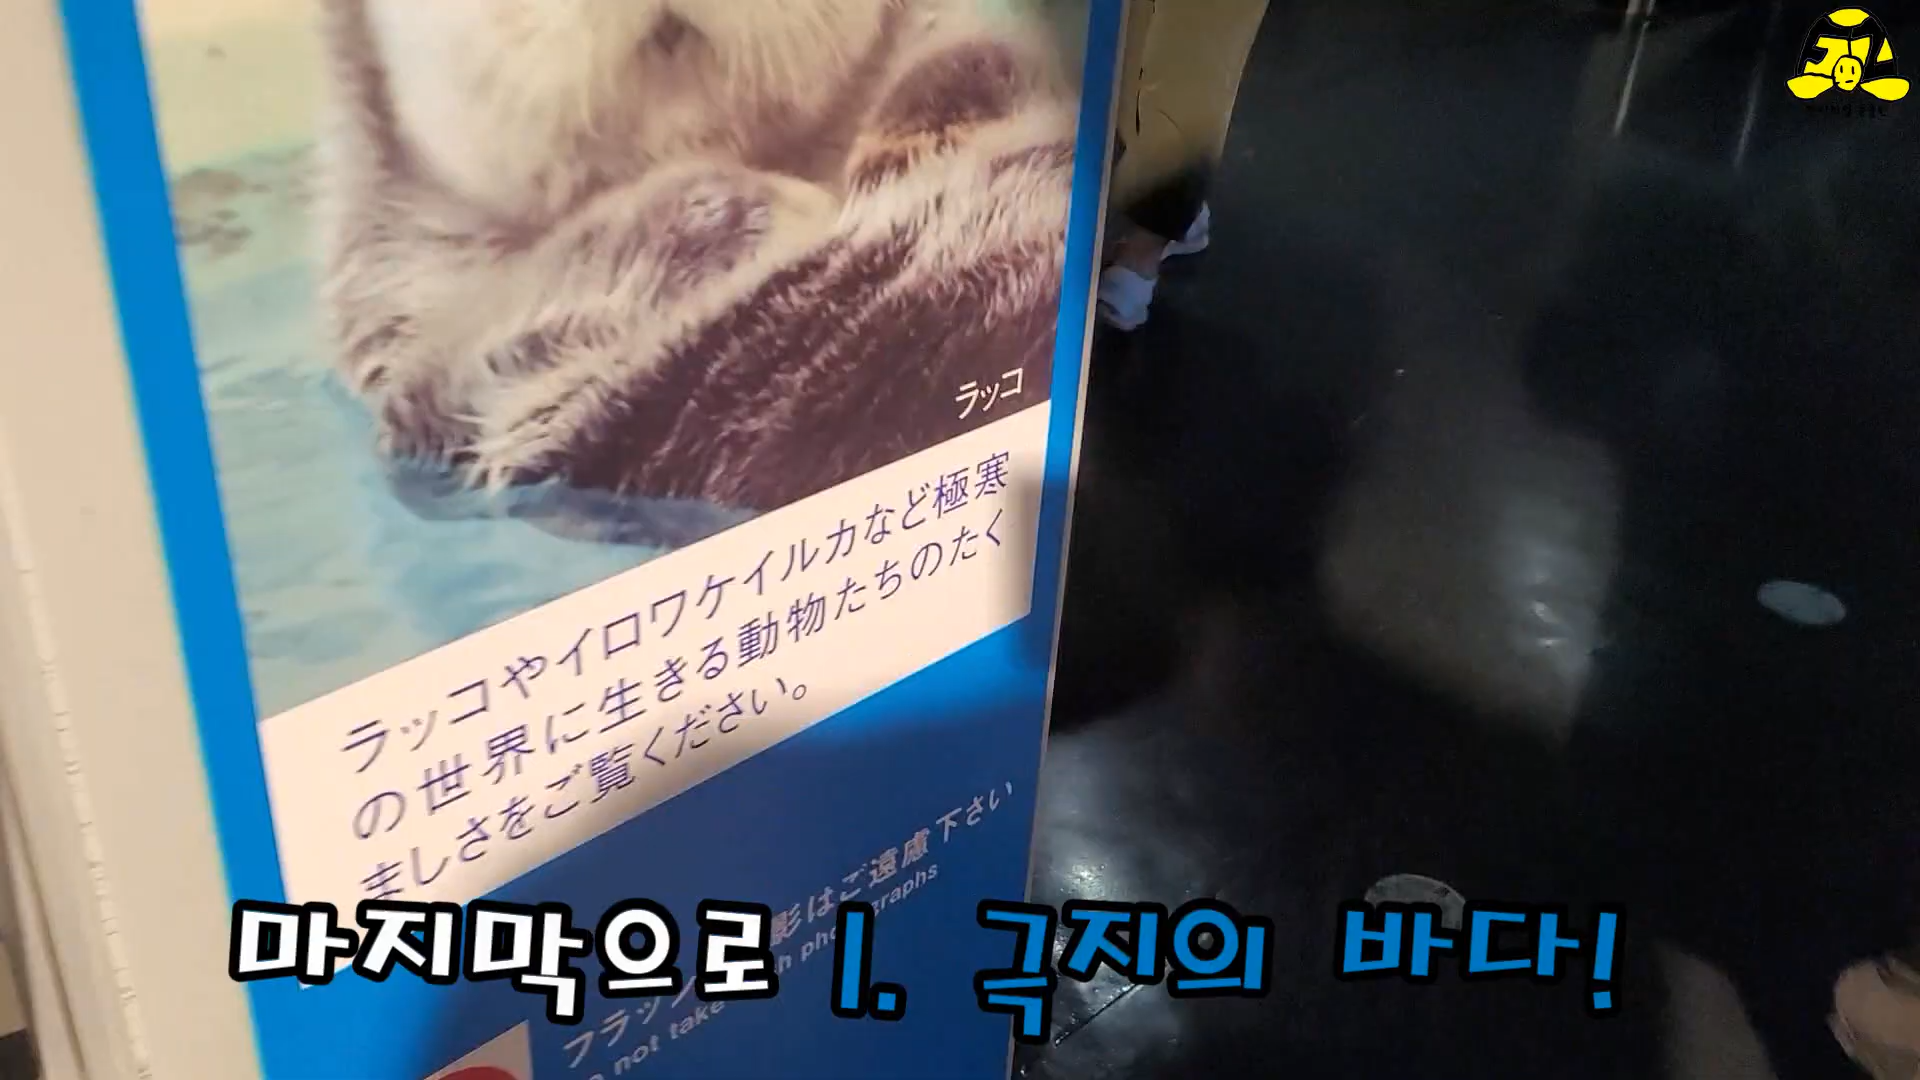 ラッコ
ラッコやイロワケイルカなど極寒
の世界に生きる動物たちのたく
ましさをご覧ください。
影はご遠慮下さい
not take
graphs
마지막으로 I. 극지의 바다!